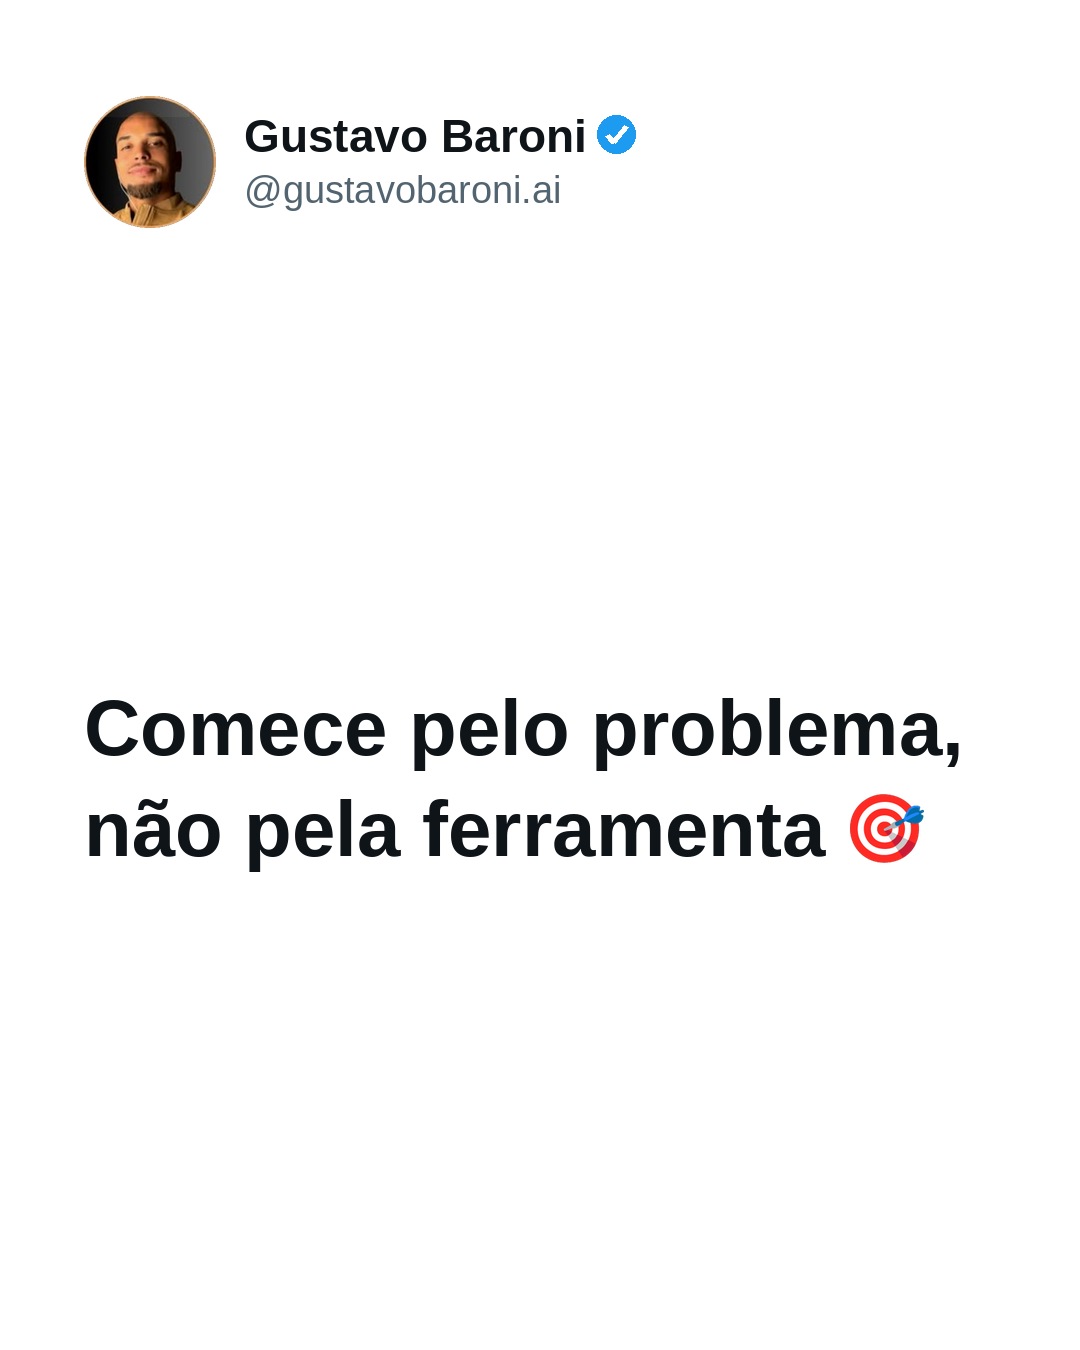 Gustavo Baroni
@gustavobaroni.ai
Comece pelo problema,
não pela ferramenta 🎯